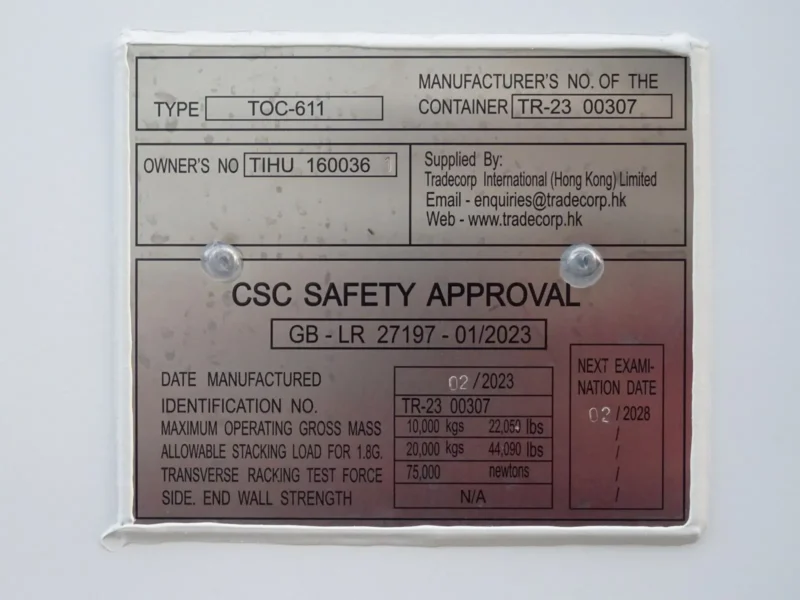 MANUFACTURER'S NO. OF THE
TYPE TOC-611 CONTAINER TR-23 00307
OWNER'S NO TIHU 160036 1
Supplied By:
Tradecorp International (Hong Kong) Limited
Email - enquiries@tradecorp.hk
Web - www.tradecorp.hk
CSC SAFETY APPROVAL
GB - LR 27197 - 01/2023
DATE MANUFACTURED 02/2023
IDENTIFICATION NO. TR-23 00307
MAXIMUM OPERATING GROSS MASS 10,000 kgs 22,050 lbs
ALLOWABLE STACKING LOAD FOR 1.8G. 20,000 kgs 44,090 lbs
TRANSVERSE RACKING TEST FORCE 75,000 newtons
SIDE. END WALL STRENGTH N/A
NEXT EXAMI-
NATION DATE
02/2028
/
/
/
/